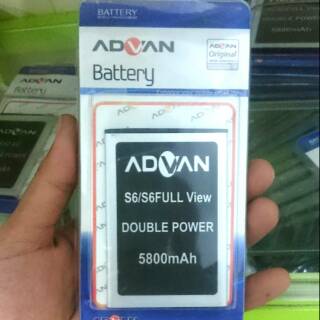 BATTERY
ADVAN
Battery
ADVAN
Original
ADVAN
S6/S6FULL View
DOUBLE POWER
5800mAh